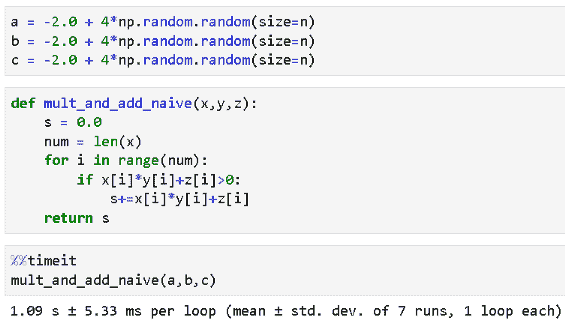 a = -2.0 + 4*np.random.random(size=n)
b = -2.0 + 4*np.random.random(size=n)
c = -2.0 + 4*np.random.random(size=n)
def mult_and_add_naive(x,y,z):
    s = 0.0
    num = len(x)
    for i in range(num):
        if x[i]*y[i]+z[i]>0:
            s+=x[i]*y[i]+z[i]
    return s
%%timeit
mult_and_add_naive(a,b,c)
1.09 s ± 5.33 ms per loop (mean ± std. dev. of 7 runs, 1 loop each)